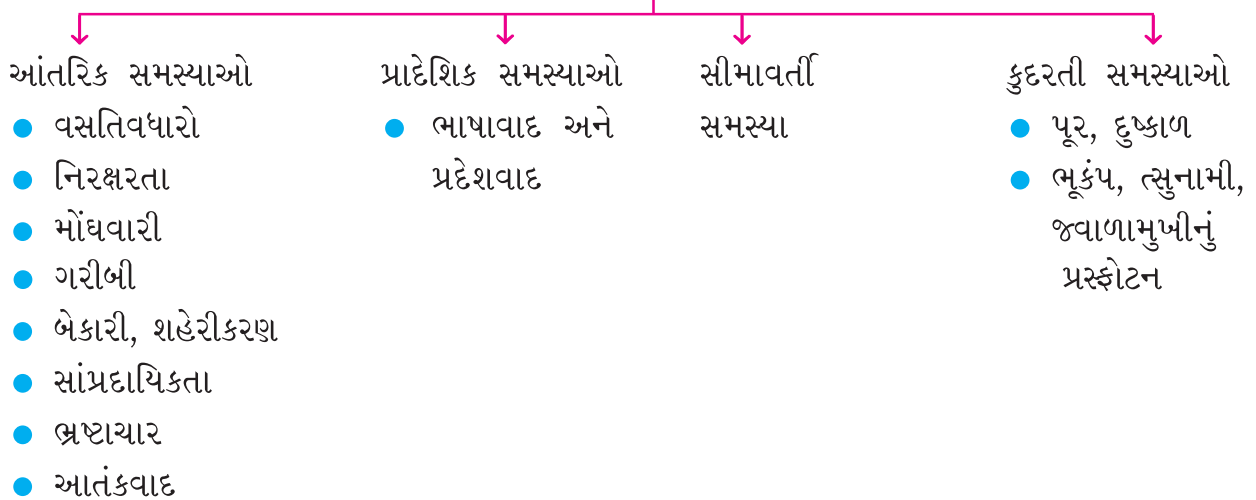 આંતરિક સમસ્યાઓ
વસતિવધારો
નિરક્ષરતા
મોંઘવારી
ગરીબી
બેકારી, શહેરીકરણ
સાંપ્રદાયિકતા
ભ્રષ્ટાચાર
આતંકવાદ
પ્રાદેશિક સમસ્યાઓ
ભાષાવાદ અને
પ્રદેશવાદ
સીમાવર્તી
સમસ્યા
કુદરતી સમસ્યાઓ
પૂર, દુષ્કાળ
ભૂકંપ, ત્સુનામી,
જ્વાળામુખીનું
પ્રસ્ફોટન